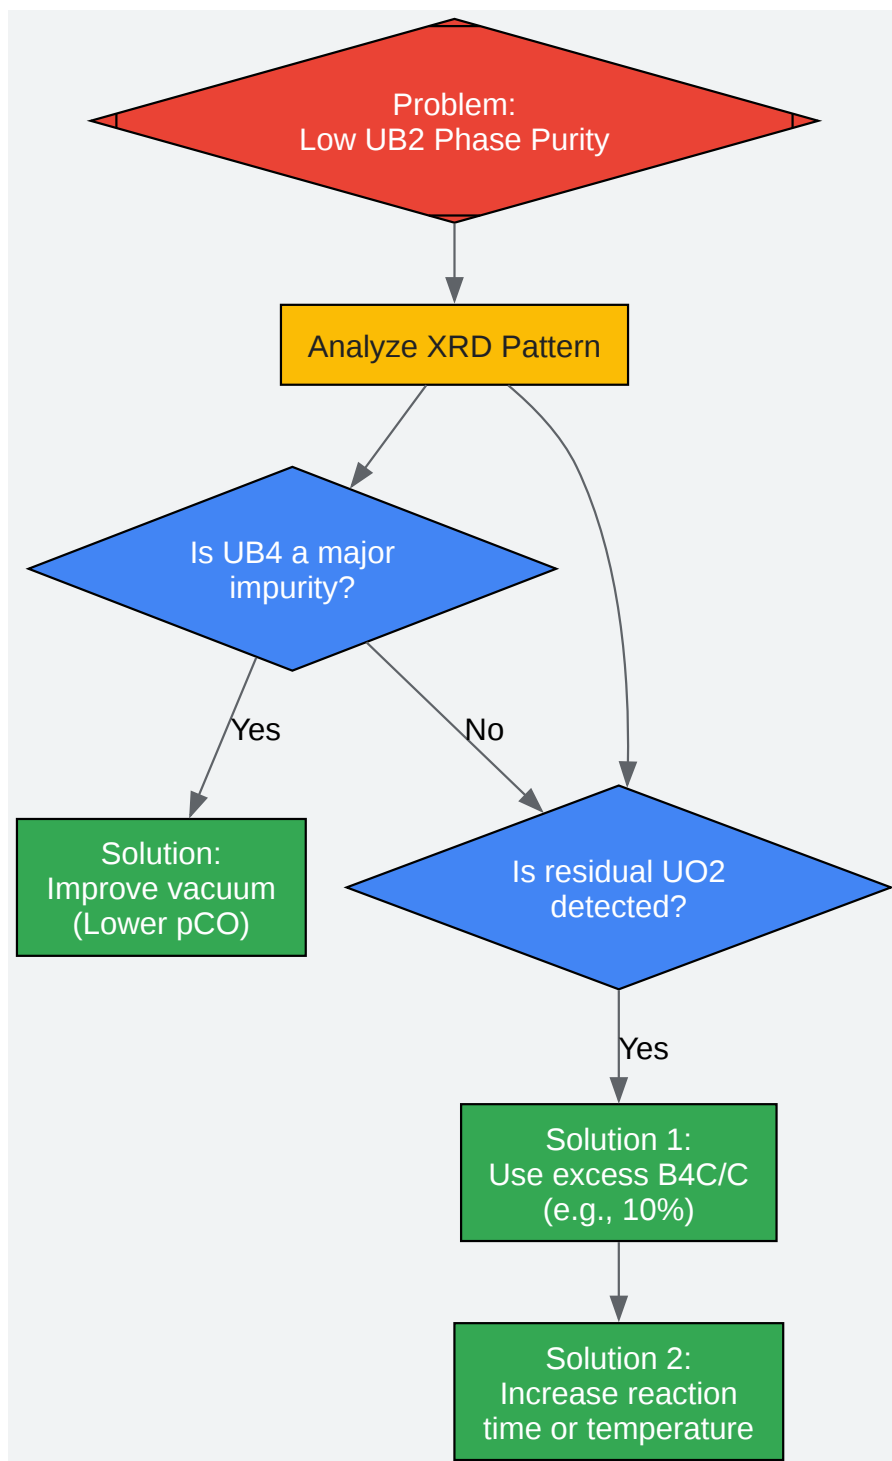 Problem:
Low UB2 Phase Purity
Analyze XRD Pattern
Is UB4 a major
impurity?
Yes
No
Solution:
Improve vacuum
(Lower pCO)
Is residual UO2
detected?
Yes
Solution 1:
Use excess B4C/C
(e.g., 10%)
Solution 2:
Increase reaction
time or temperature